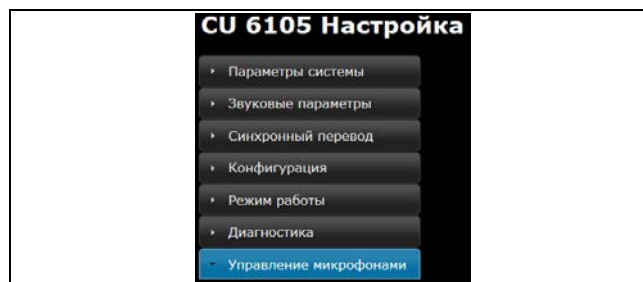 CU 6105 Настройка
Параметры системы
Звуковые параметры
Синхронный перевод
Конфигурация
Режим работы
Диагностика
Управление микрофонами